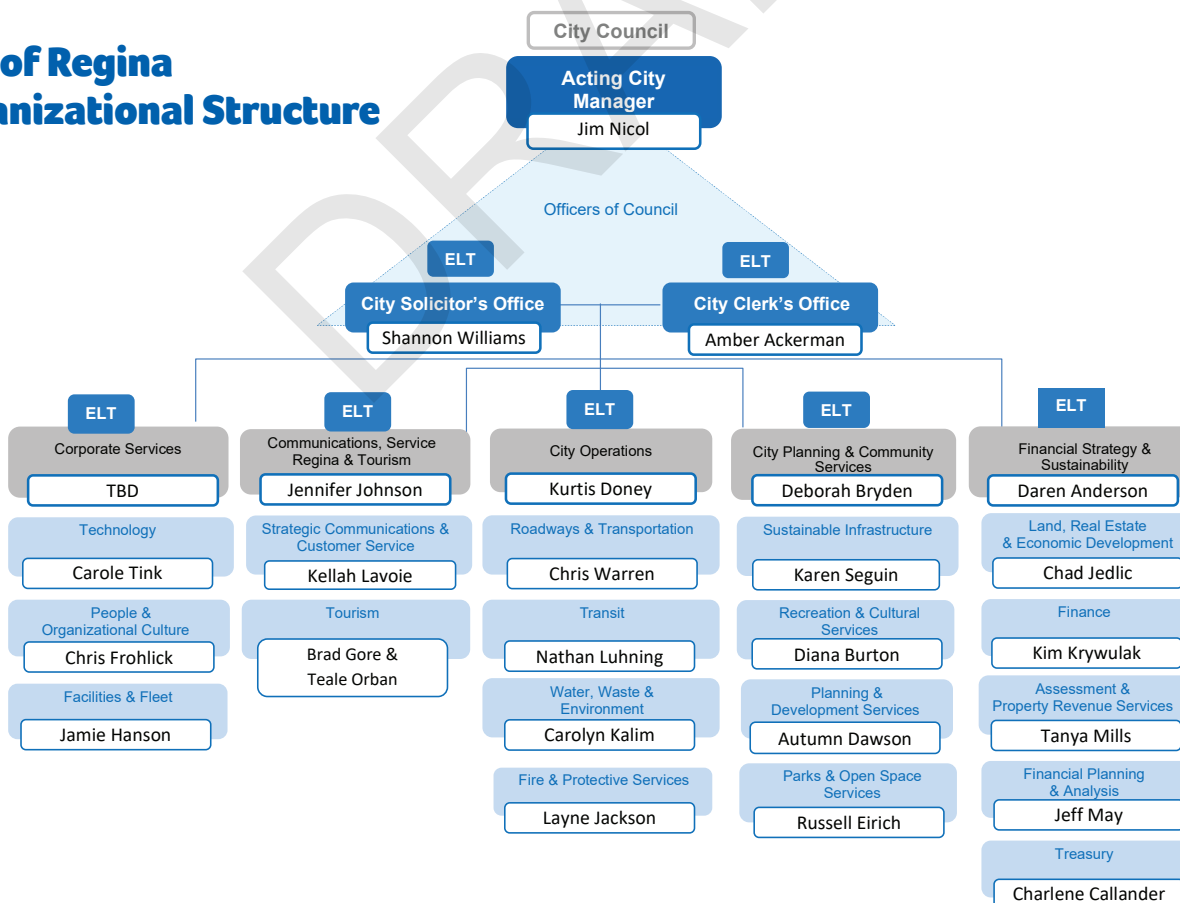 of Regina
anizational Structure
City Council
Acting City
Manager
Jim Nicol
Officers of Council
ELT
ELT
City Solicitor's Office
City Clerk's Office
Shannon Williams
Amber Ackerman
ELT
Corporate Services
TBD
Technology
Carole Tink
People &
Organizational Culture
Chris Frohlick
Facilities & Fleet
Jamie Hanson
ELT
Communications, Service
Regina & Tourism
Jennifer Johnson
Strategic Communications &
Customer Service
Kellah Lavoie
Tourism
Brad Gore &
Teale Orban
ELT
City Operations
Kurtis Doney
Roadways & Transportation
Chris Warren
Transit
Nathan Luhning
Water, Waste &
Environment
Carolyn Kalim
Fire & Protective Services
Layne Jackson
ELT
City Planning & Community
Services
Deborah Bryden
Sustainable Infrastructure
Karen Seguin
Recreation & Cultural
Services
Diana Burton
Planning &
Development Services
Autumn Dawson
Parks & Open Space
Services
Russell Eirich
ELT
Financial Strategy &
Sustainability
Daren Anderson
Land, Real Estate
& Economic Development
Chad Jedlic
Finance
Kim Krywulak
Assessment &
Property Revenue Services
Tanya Mills
Financial Planning
& Analysis
Jeff May
Treasury
Charlene Callander